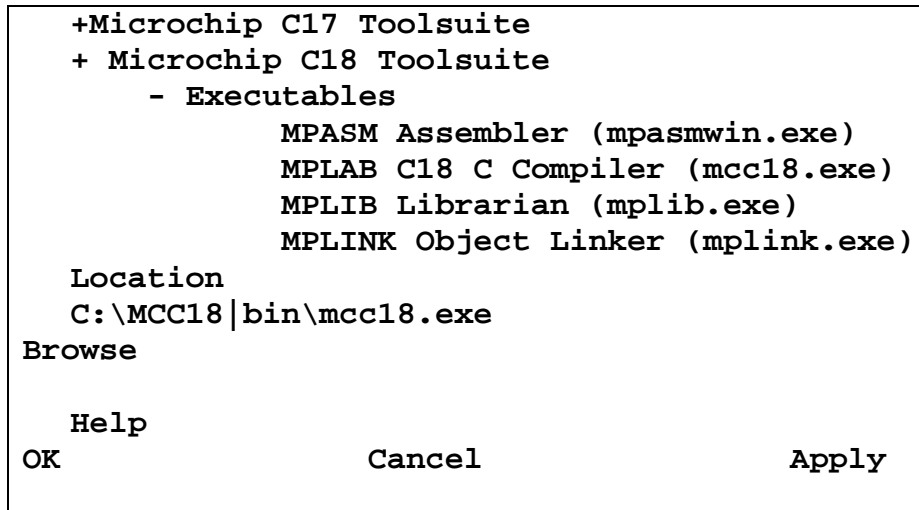 +Microchip C17 Toolsuite
+ Microchip C18 Toolsuite
- Executables
MPASM Assembler (mpasmwin.exe)
MPLAB C18 C Compiler (mcc18.exe)
MPLIB Librarian (mplib.exe)
MPLINK Object Linker (mplink.exe)
Location
C:\MCC18|bin\mcc18.exe
Browse
Help
OK Cancel Apply